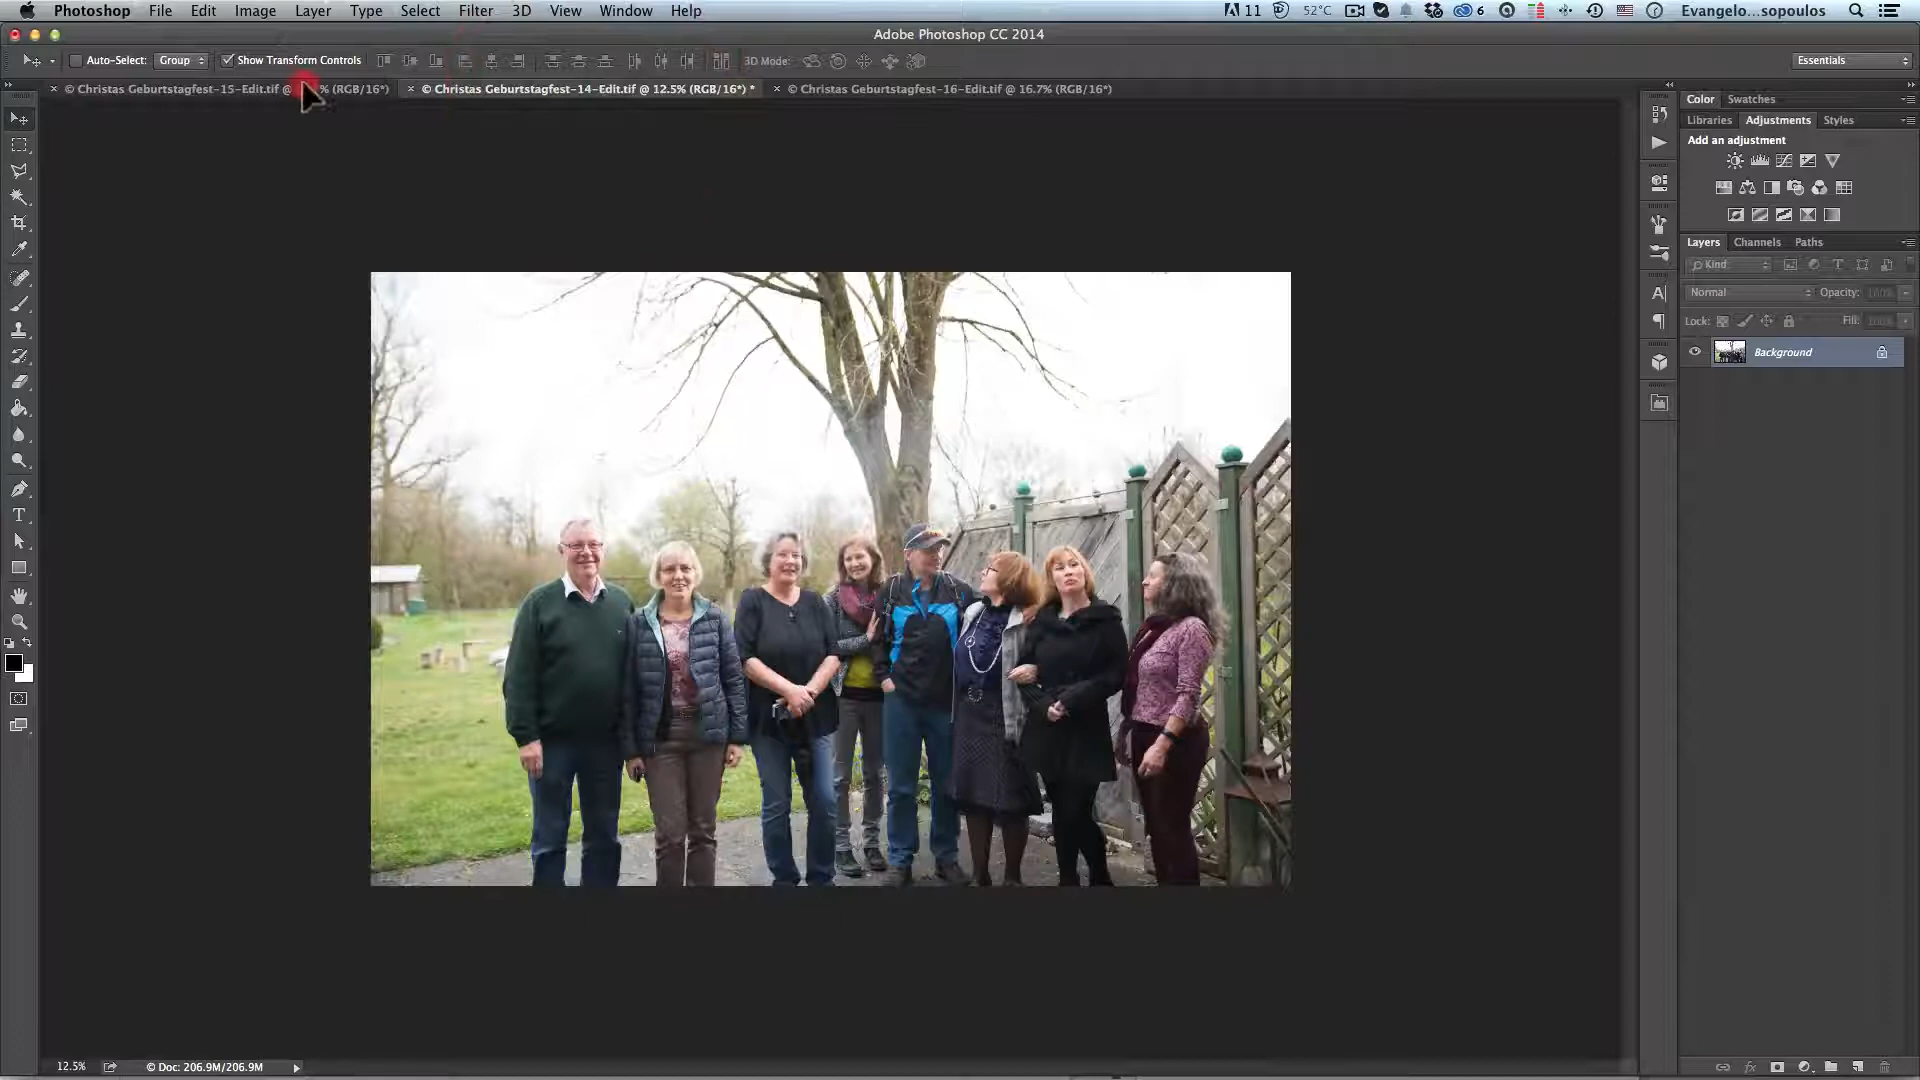 Photoshop File Edit Image Layer Type Select Filter 3D View Window Help 11 52°C 6 Evangelo...sopoulos
Adobe Photoshop CC 2014
Auto-Select: Group Show Transform Controls 3D Mode: Essentials
× © Christas Geburtstagfest-15-Edit.tif @ % (RGB/16*) × © Christas Geburtstagfest-14-Edit.tif @ 12.5% (RGB/16*) * × © Christas Geburtstagfest-16-Edit.tif @ 16.7% (RGB/16*)
Color Swatches
Libraries Adjustments Styles
Add an adjustment
Layers Channels Paths
Kind
Normal Opacity: 100%
Lock: Fill: 100%
Background
12.5% © Doc: 206.9M/206.9M